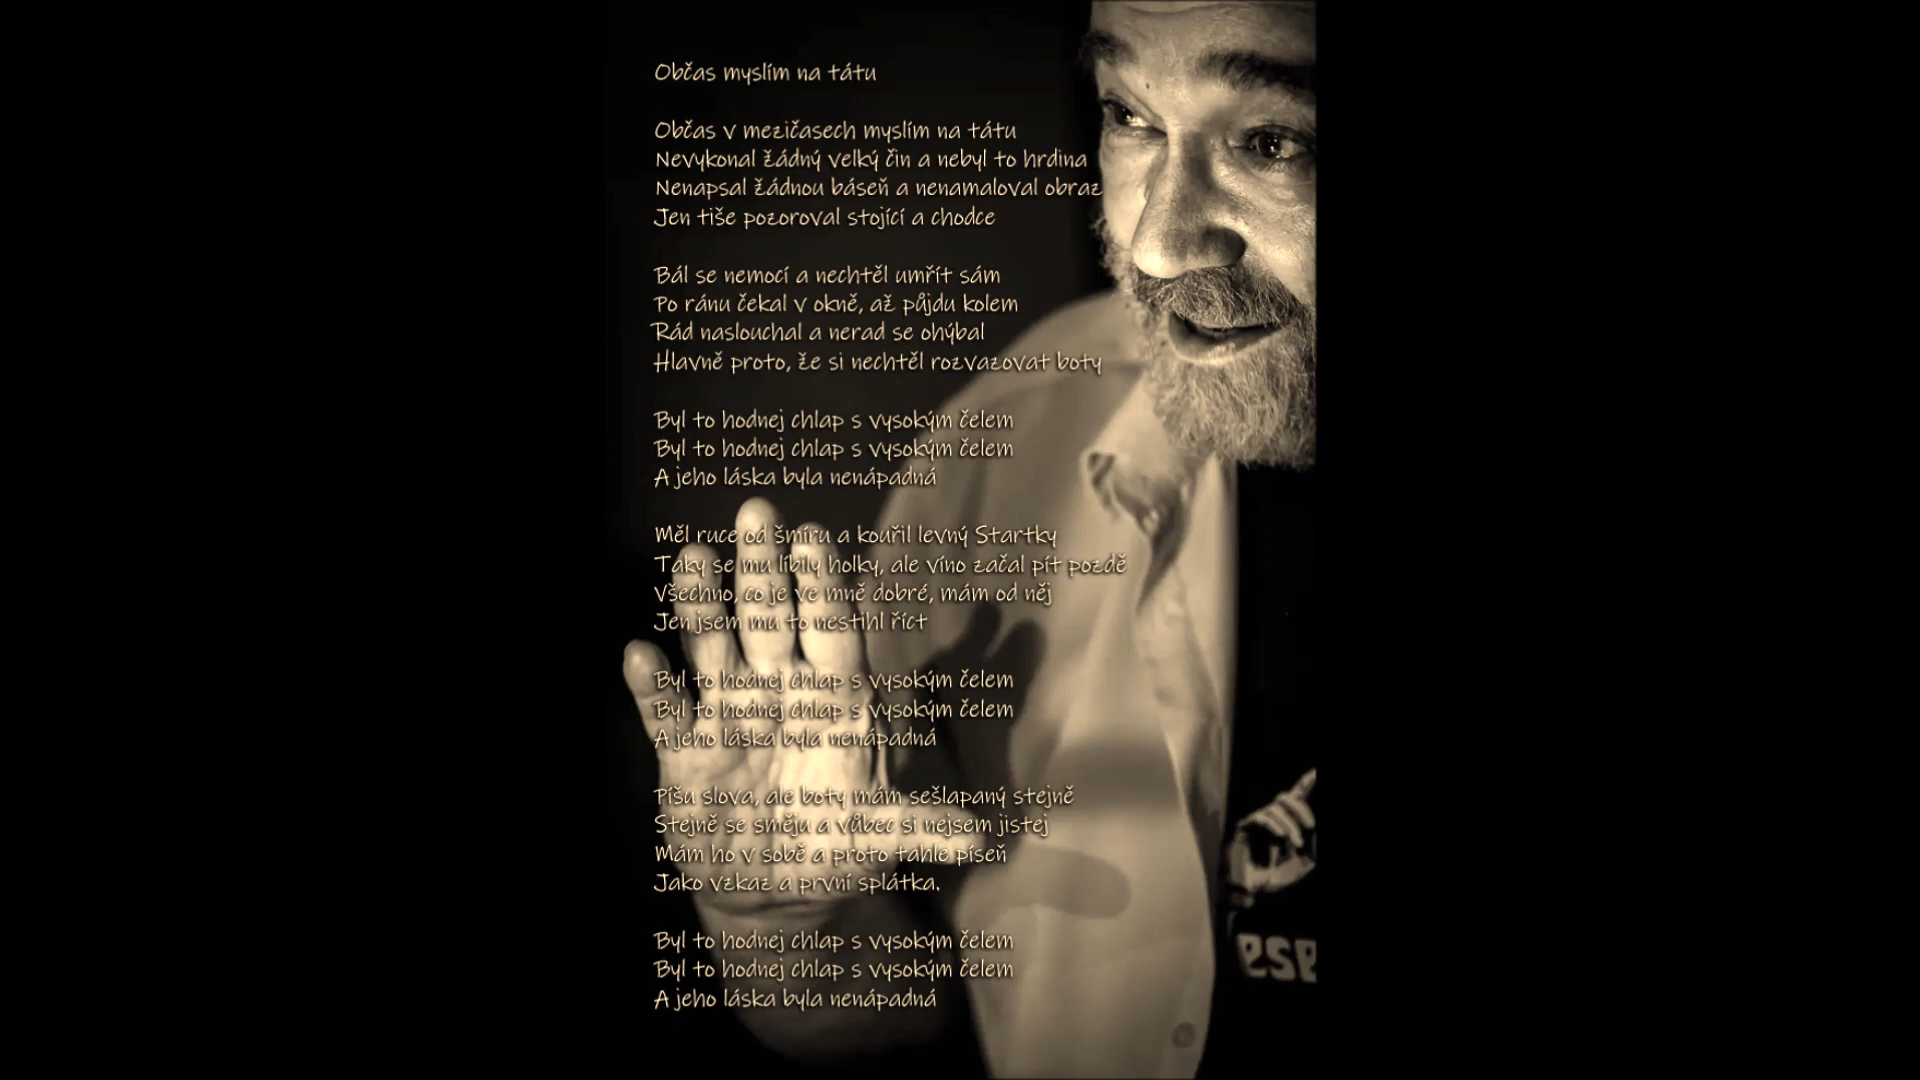 Občas myslím na tátu
Občas v mezičasech myslím na tátu
Nevykonal žádný velký čin a nebyl to hrdina
Nenapsal žádnou báseň a nenamaloval obraz
Jen tiše pozoroval stojící a chodce
Bál se nemocí a nechtěl umřít sám
Po ránu čekal v okně, až půjdu kolem
Rád naslouchal a nerad se ohýbal
Hlavně proto, že si nechtěl rozvazovat boty
Byl to hodnej chlap s vysokým čelem
Byl to hodnej chlap s vysokým čelem
A jeho láska byla nenápadná
Měl ruce od šmíru a kouřil levný Startky
Taky se mu líbily holky, ale víno začal pít pozdě
Všechno, co je ve mně dobré, mám od něj
Jen jsem mu to nestihl říct
Byl to hodnej chlap s vysokým čelem
Byl to hodnej chlap s vysokým čelem
A jeho láska byla nenápadná
Píšu slova, ale boty mám sešlapaný stejně
Stejně se směju a vůbec si nejsem jistej
Mám ho v sobě a proto tahle píseň
Jako vzkaz a první splátka.
Byl to hodnej chlap s vysokým čelem
Byl to hodnej chlap s vysokým čelem
A jeho láska byla nenápadná